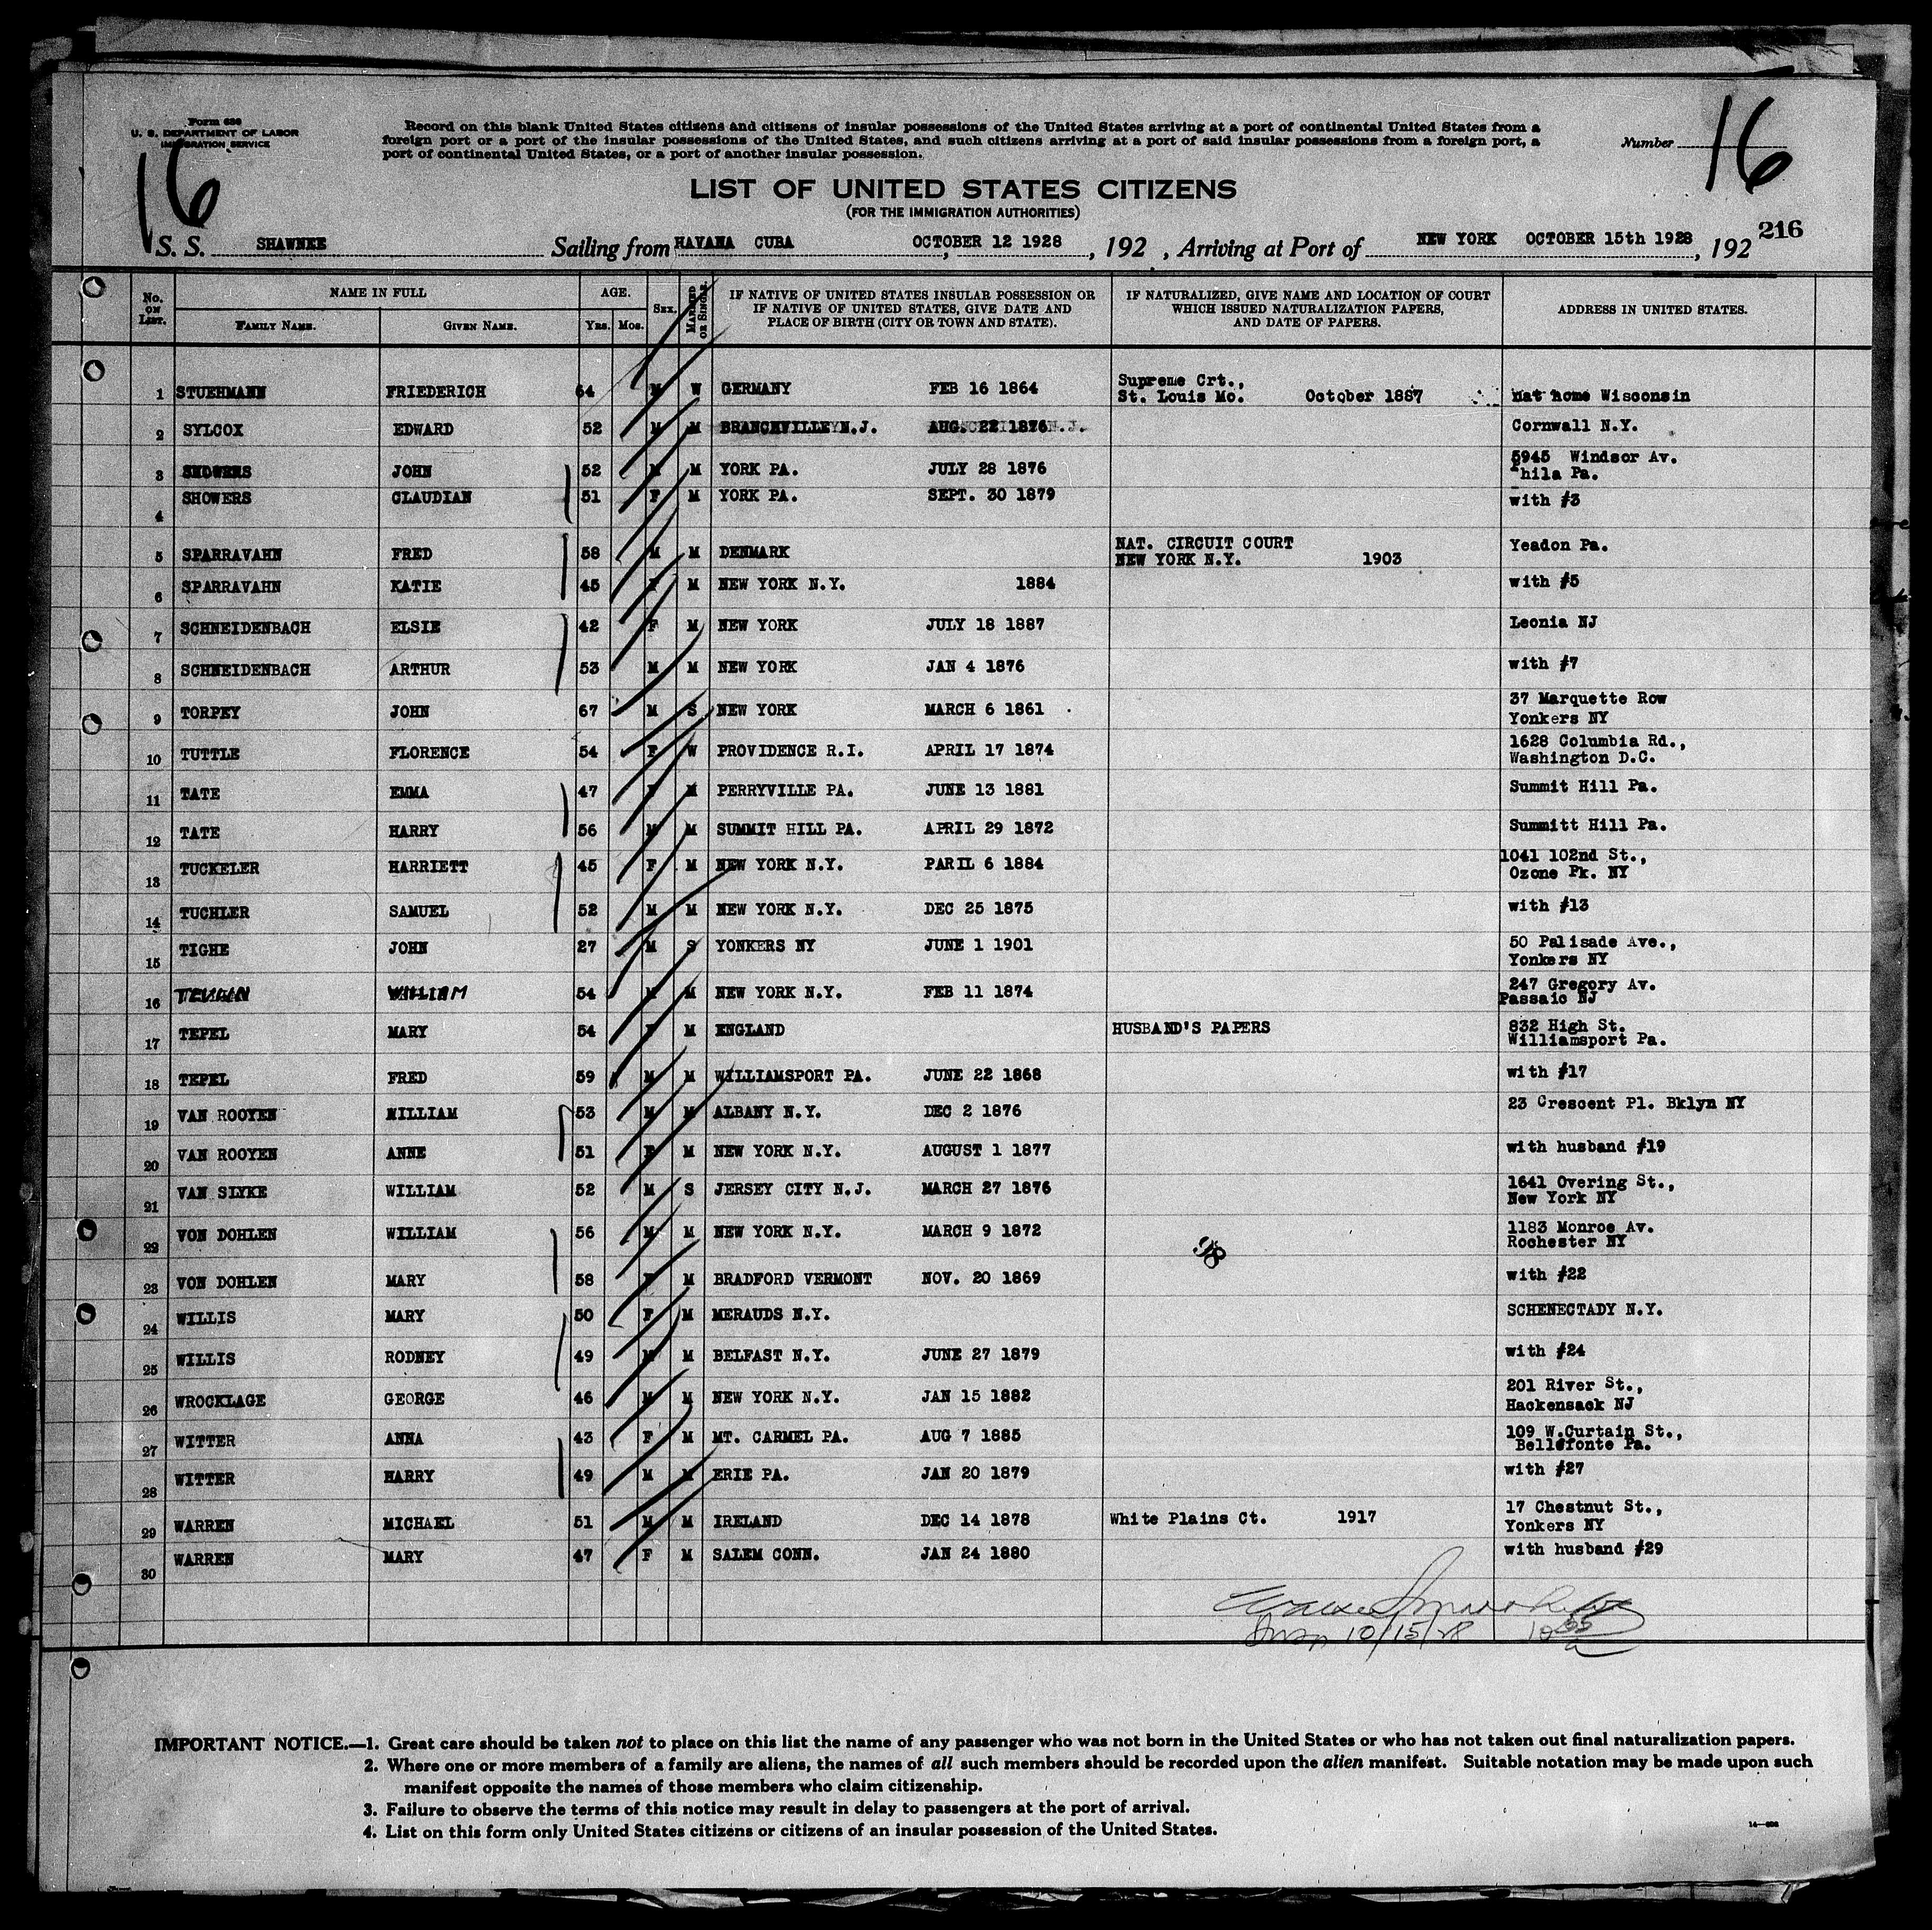 Form 630
U. S. DEPARTMENT OF LABOR
IMMIGRATION SERVICE
Record on this blank United States citizens and citizens of insular possessions of the United States arriving at a port of continental United States from a
foreign port or a port of the insular possessions of the United States, and such citizens arriving at a port of said insular possessions from a foreign port, a
port of continental United States, or a port of another insular possession.
Number
16
16
LIST OF UNITED STATES CITIZENS
(FOR THE IMMIGRATION AUTHORITIES)
216
S. S. SHAWNEE Sailing from HAVANA CUBA, OCTOBER 12 1928, 192 , Arriving at Port of NEW YORK OCTOBER 15th 1928, 192
No. ON LIST. NAME IN FULL FAMILY NAME. GIVEN NAME. AGE. Yrs. Mos. SEX. MARRIED OR SINGLE. IF NATIVE OF UNITED STATES INSULAR POSSESSION OR IF NATIVE OF UNITED STATES, GIVE DATE AND PLACE OF BIRTH (CITY OR TOWN AND STATE). IF NATURALIZED, GIVE NAME AND LOCATION OF COURT WHICH ISSUED NATURALIZATION PAPERS, AND DATE OF PAPERS. ADDRESS IN UNITED STATES.
1 STUEHMANN FRIEDERICH 64 M W GERMANY FEB 16 1864 Supreme Crt., St. Louis Mo. October 1887 Nat home Wisconsin
2 SYLCOX EDWARD 52 M M BRANCHVILLE N.J. AUG. 22 1876 Cornwall N.Y.
3 SHOWERS JOHN 52 M M YORK PA. JULY 28 1876 5945 Windsor Av. Phila Pa.
4 SHOWERS CLAUDIAN 51 F M YORK PA. SEPT. 30 1879 with #3
5 SPARRAVAHN FRED 58 M M DENMARK NAT. CIRCUIT COURT NEW YORK N.Y. 1903 Yeadon Pa.
6 SPARRAVAHN KATIE 45 F M NEW YORK N.Y. 1884 with #5
7 SCHNEIDENBACH ELSIE 42 F M NEW YORK JULY 18 1887 Leonia NJ
8 SCHNEIDENBACH ARTHUR 53 M M NEW YORK JAN 4 1876 with #7
9 TORPEY JOHN 67 M S NEW YORK MARCH 6 1861 37 Marquette Row Yonkers NY
10 TUTTLE FLORENCE 54 F W PROVIDENCE R.I. APRIL 17 1874 1628 Columbia Rd., Washington D.C.
11 TATE EMMA 47 F M PERRYVILLE PA. JUNE 13 1881 Summit Hill Pa.
12 TATE HARRY 56 M M SUMMIT HILL PA. APRIL 29 1872 Summitt Hill Pa.
13 TUCKELER HARRIETT 45 F M NEW YORK N.Y. PARIL 6 1884 1041 102nd St., Ozone Pk. NY
14 TUCHLER SAMUEL 52 M M NEW YORK N.Y. DEC 25 1875 with #13
15 TIGHE JOHN 27 M S YONKERS NY JUNE 1 1901 50 Palisade Ave., Yonkers NY
16 WILLIAM 54 M M NEW YORK N.Y. FEB 11 1874 247 Gregory Av. Passaic NJ
17 TEPEL MARY 54 F M ENGLAND HUSBAND'S PAPERS 832 High St. Williamsport Pa.
18 TEPEL FRED 59 M M WILLIAMSPORT PA. JUNE 22 1868 with #17
19 VAN ROOYEN WILLIAM 53 M M ALBANY N.Y. DEC 2 1876 23 Crescent Pl. Bklyn NY
20 VAN ROOYEN ANNE 51 F M NEW YORK N.Y. AUGUST 1 1877 with husband #19
21 VAN SLYKE WILLIAM 52 M S JERSEY CITY N.J. MARCH 27 1876 1641 Overing St., New York NY
22 VON DOHLEN WILLIAM 56 M M NEW YORK N.Y. MARCH 9 1872 1183 Monroe Av. Rochester NY
98
23 VON DOHLEN MARY 58 F M BRADFORD VERMONT NOV. 20 1869 with #22
24 WILLIS MARY 50 F M MERAUDS N.Y. SCHENECTADY N.Y.
25 WILLIS RODNEY 49 M M BELFAST N.Y. JUNE 27 1879 with #24
26 WROCKLAGE GEORGE 46 M M NEW YORK N.Y. JAN 15 1882 201 River St., Hackensack NJ
27 WITTER ANNA 43 F M MT. CARMEL PA. AUG 7 1885 109 W.Curtain St., Bellefonte Pa.
28 WITTER HARRY 49 M M ERIE PA. JAN 20 1879 with #27
29 WARREN MICHAEL 51 M M IRELAND DEC 14 1878 White Plains Ct. 1917 17 Chestnut St., Yonkers NY
30 WARREN MARY 47 F M SALEM CONN. JAN 24 1880 with husband #29
10/15/28
IMPORTANT NOTICE.—1. Great care should be taken not to place on this list the name of any passenger who was not born in the United States or who has not taken out final naturalization papers.
2. Where one or more members of a family are aliens, the names of all such members should be recorded upon the alien manifest. Suitable notation may be made upon such
manifest opposite the names of those members who claim citizenship.
3. Failure to observe the terms of this notice may result in delay to passengers at the port of arrival.
4. List on this form only United States citizens or citizens of an insular possession of the United States.